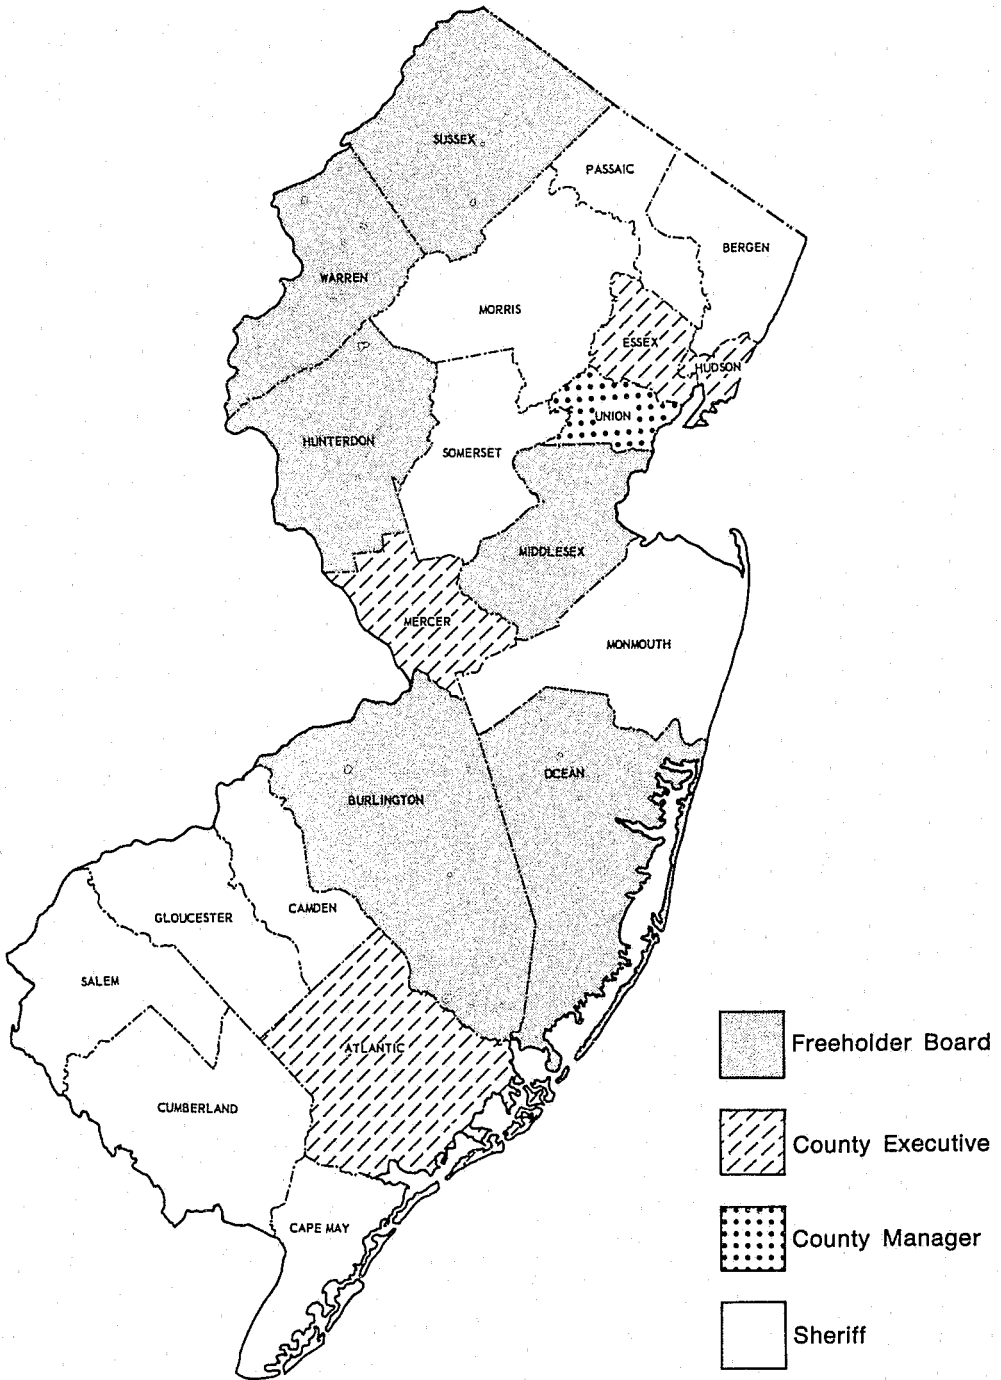 SUSSEX
PASSAIC
BERGEN
WARREN
MORRIS
ESSEX
HUDSON
UNION
HUNTERDON
SOMERSET
MIDDLESEX
MERCER
MONMOUTH
OCEAN
BURLINGTON
CAMDEN
GLOUCESTER
SALEM
ATLANTIC
CUMBERLAND
CAPE MAY
Freeholder Board
County Executive
County Manager
Sheriff